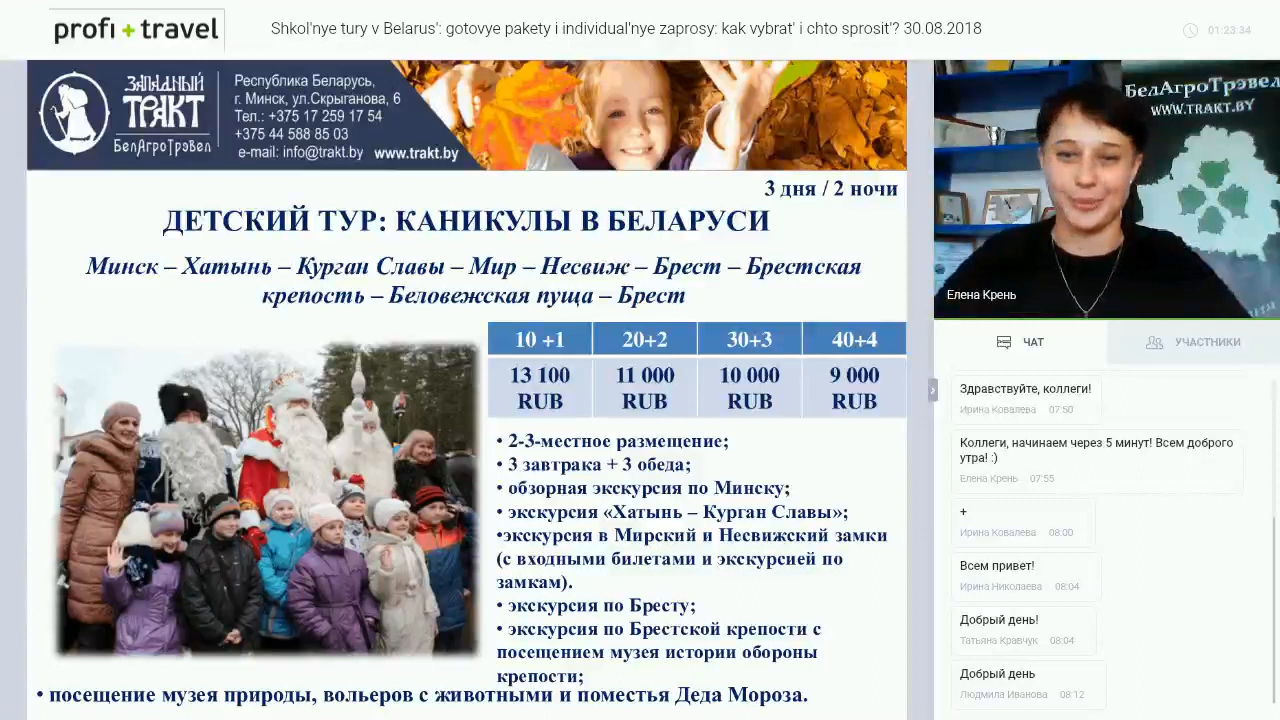 profi + travel
Shkol'nye tury v Belarus': gotovye pakety i individual'nye zaprosy: kak vybrat' i chto sprosit'? 30.08.2018
01:23:34
ЗАПАДНЫЙ
ТРАКТ
БелАгроТрэвел
Республика Беларусь,
г. Минск, ул.Скрыганова, 6
Тел.: +375 17 259 17 54
+375 44 588 85 03
e-mail: info@trakt.by www.trakt.by
3 дня / 2 ночи
ДЕТСКИЙ ТУР: КАНИКУЛЫ В БЕЛАРУСИ
Минск – Хатынь – Курган Славы – Мир – Несвиж – Брест – Брестская
крепость – Беловежская пуща – Брест
10 +1 20+2 30+3 40+4
13 100 11 000 10 000 9 000
RUB RUB RUB RUB
• 2-3-местное размещение;
• 3 завтрака + 3 обеда;
• обзорная экскурсия по Минску;
• экскурсия «Хатынь – Курган Славы»;
•экскурсия в Мирский и Несвижский замки
(с входными билетами и экскурсией по
замкам).
• экскурсия по Бресту;
• экскурсия по Брестской крепости с
посещением музея истории обороны
крепости;
• посещение музея природы, вольеров с животными и поместья Деда Мороза.
БелАгроТрэвел
WWW.TRAKT.BY
Елена Крень
ЧАТ
УЧАСТНИКИ
Здравствуйте, коллеги!
Ирина Ковалева 07:50
Коллеги, начинаем через 5 минут! Всем доброго
утра! :)
Елена Крень 07:55
+
Ирина Ковалева 08:00
Всем привет!
Ирина Николаева 08:04
Добрый день!
Татьяна Кравчук 08:04
Добрый день
Людмила Иванова 08:12